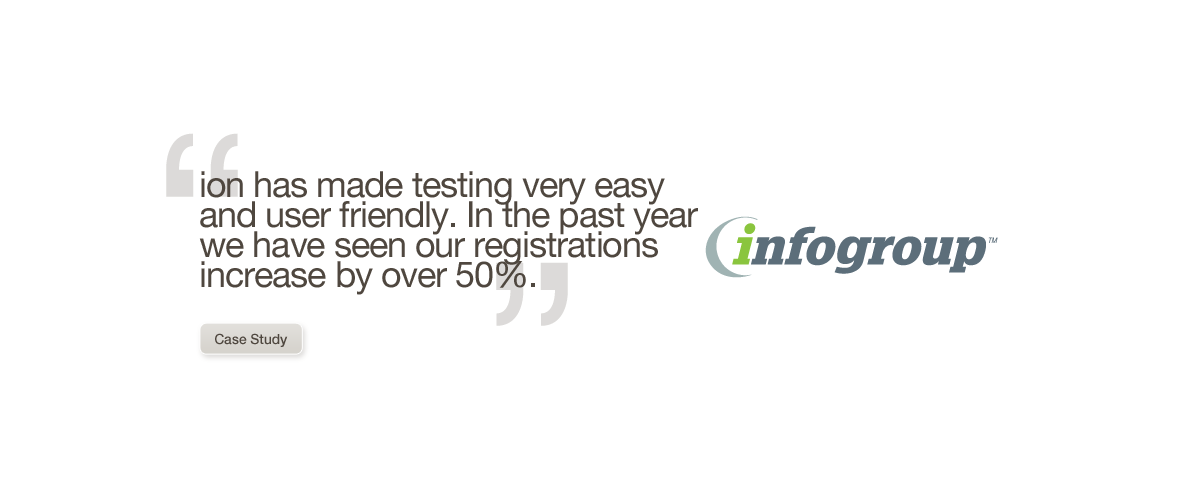 “ion has made testing very easy
and user friendly. In the past year
we have seen our registrations
increase by over 50%.”
infogroup™
Case Study